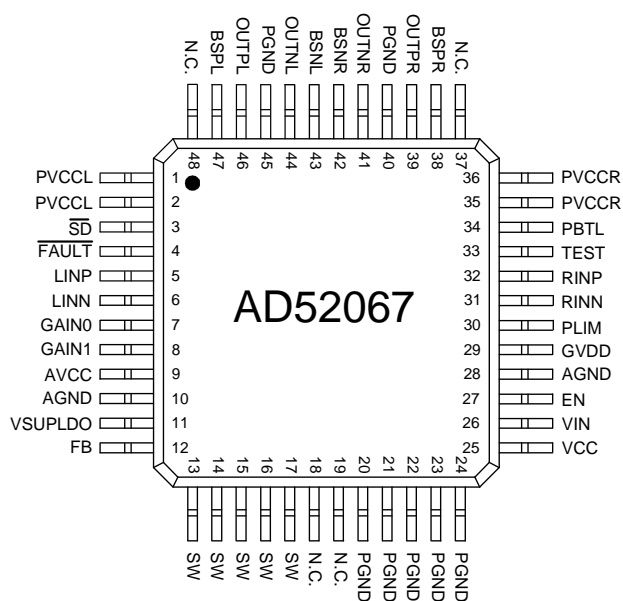 N.C.
BSPL
OUTPL
PGND
OUTNL
BSNL
BSNR
OUTNR
PGND
OUTPR
BSPR
N.C.
48 47 46 45 44 43 42 41 40 39 38 37
PVCCL 1
PVCCL 2
SD 3
FAULT 4
LINP 5
LINN 6
GAIN0 7
GAIN1 8
AVCC 9
AGND 10
VSUPLDO 11
FB 12
AD52067
36 PVCCR
35 PVCCR
34 PBTL
33 TEST
32 RINP
31 RINN
30 PLIM
29 GVDD
28 AGND
27 EN
26 VIN
25 VCC
13 14 15 16 17 18 19 20 21 22 23 24
SW
SW
SW
SW
SW
N.C.
N.C.
PGND
PGND
PGND
PGND
PGND